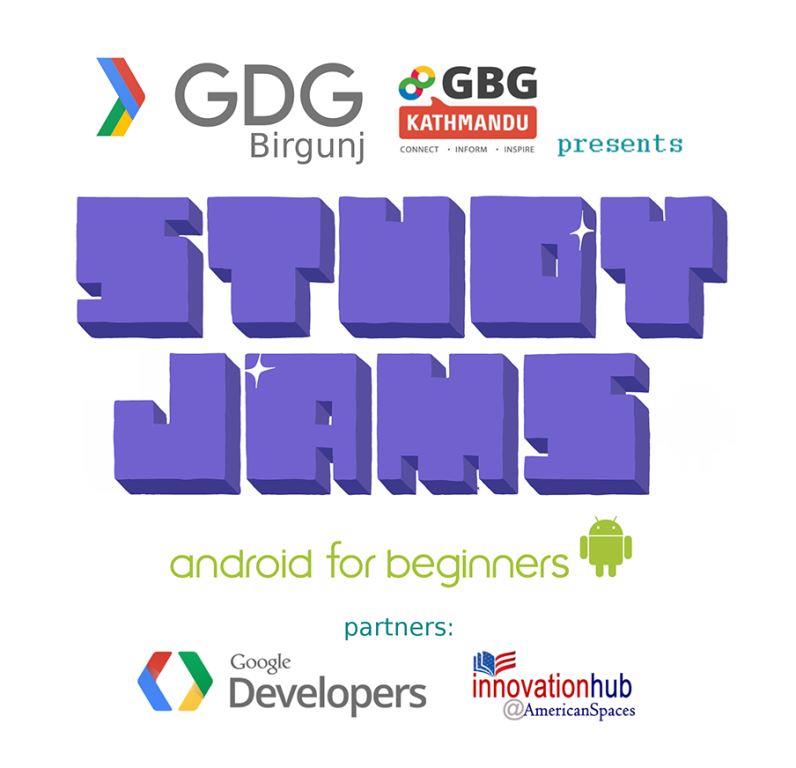 GDG
Birgunj
GBG
KATHMANDU
CONNECT • INFORM • INSPIRE
presents
STUDY
JAMS
android for beginners
partners:
Google
Developers
innovationhub
@AmericanSpaces